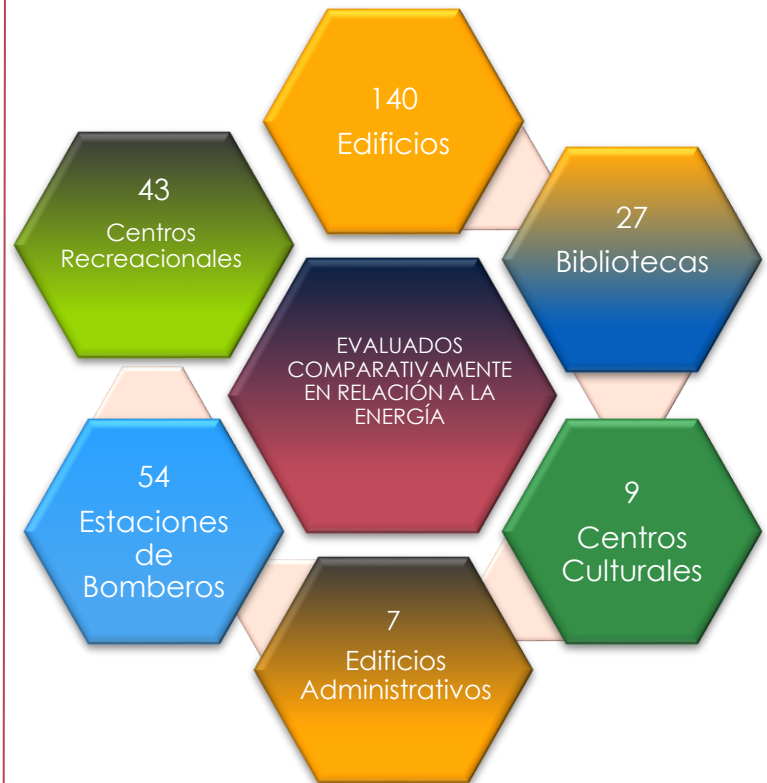 140
Edificios
27
Bibliotecas
9
Centros
Culturales
7
Edificios
Administrativos
54
Estaciones
de
Bomberos
43
Centros
Recreacionales
EVALUADOS
COMPARATIVAMENTE
EN RELACIÓN A LA
ENERGÍA